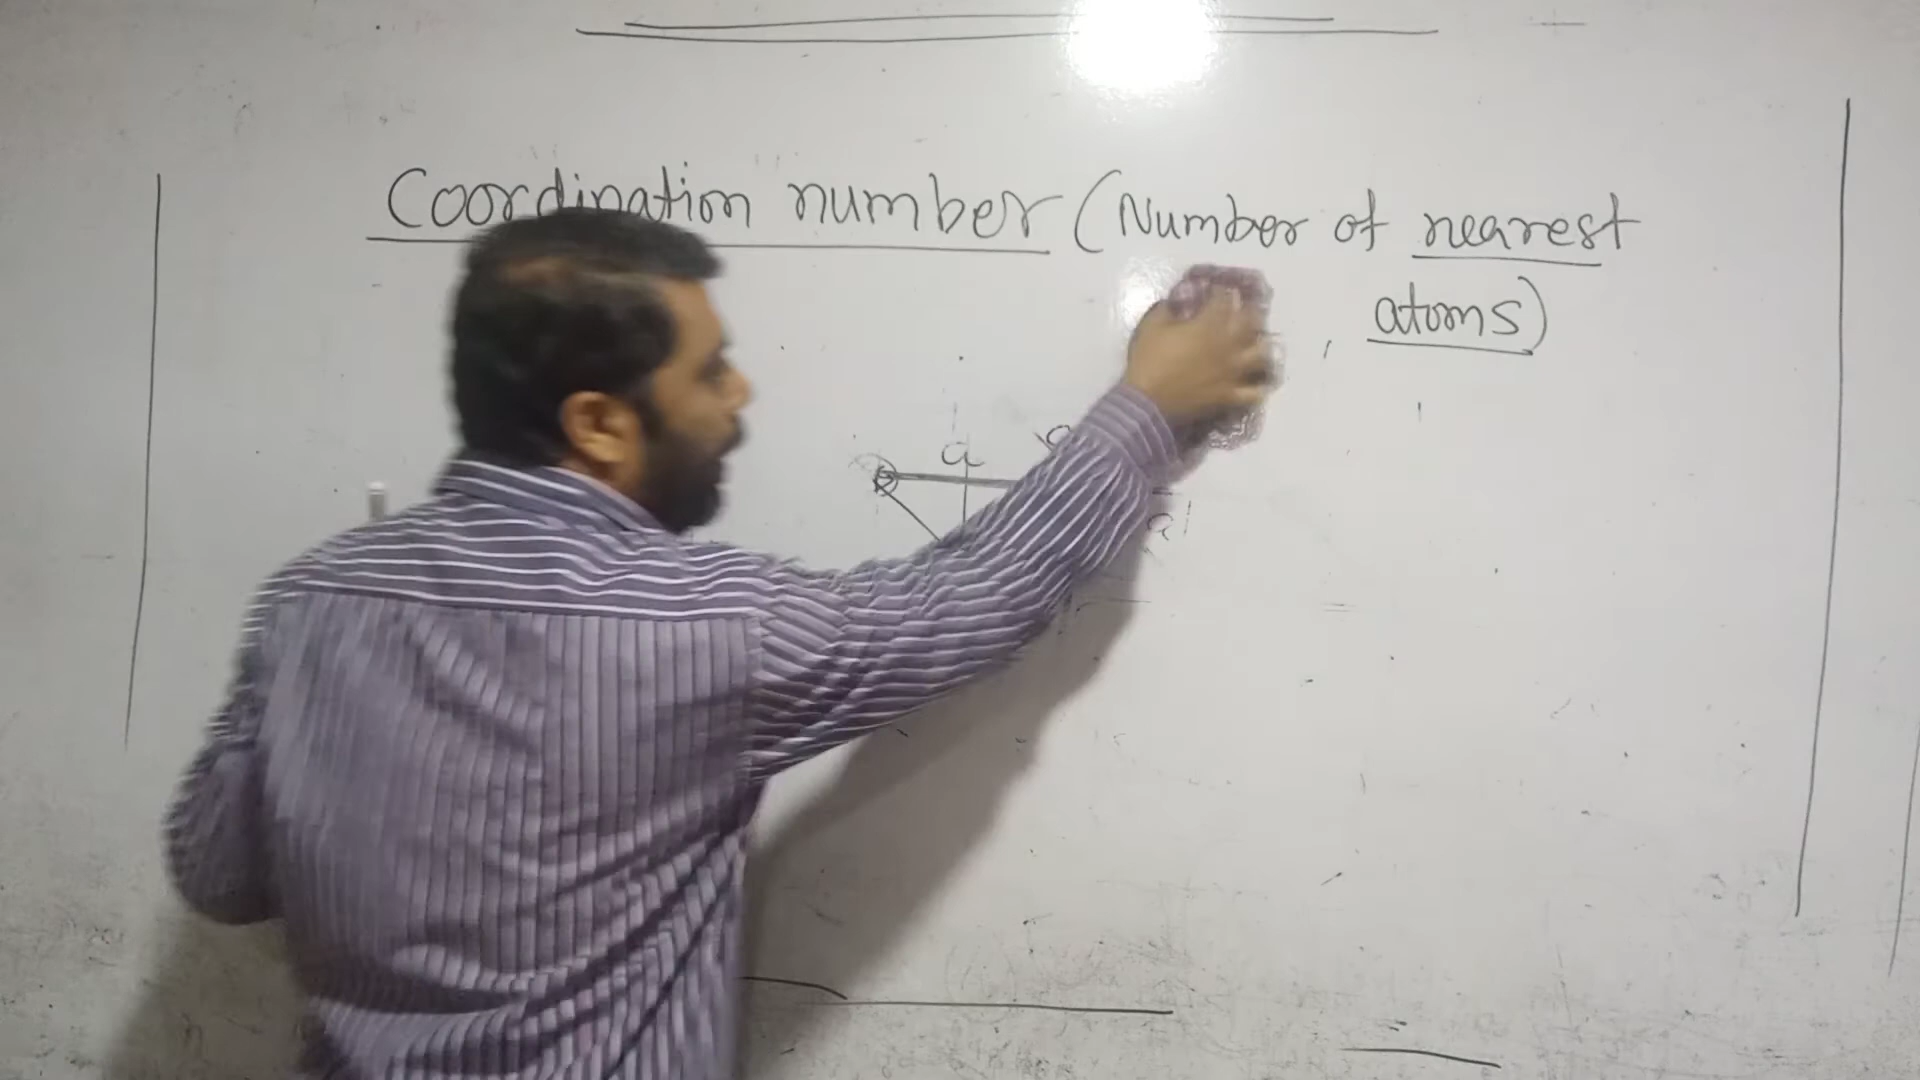 Coordination number (Number of nearest
atoms)
a
a